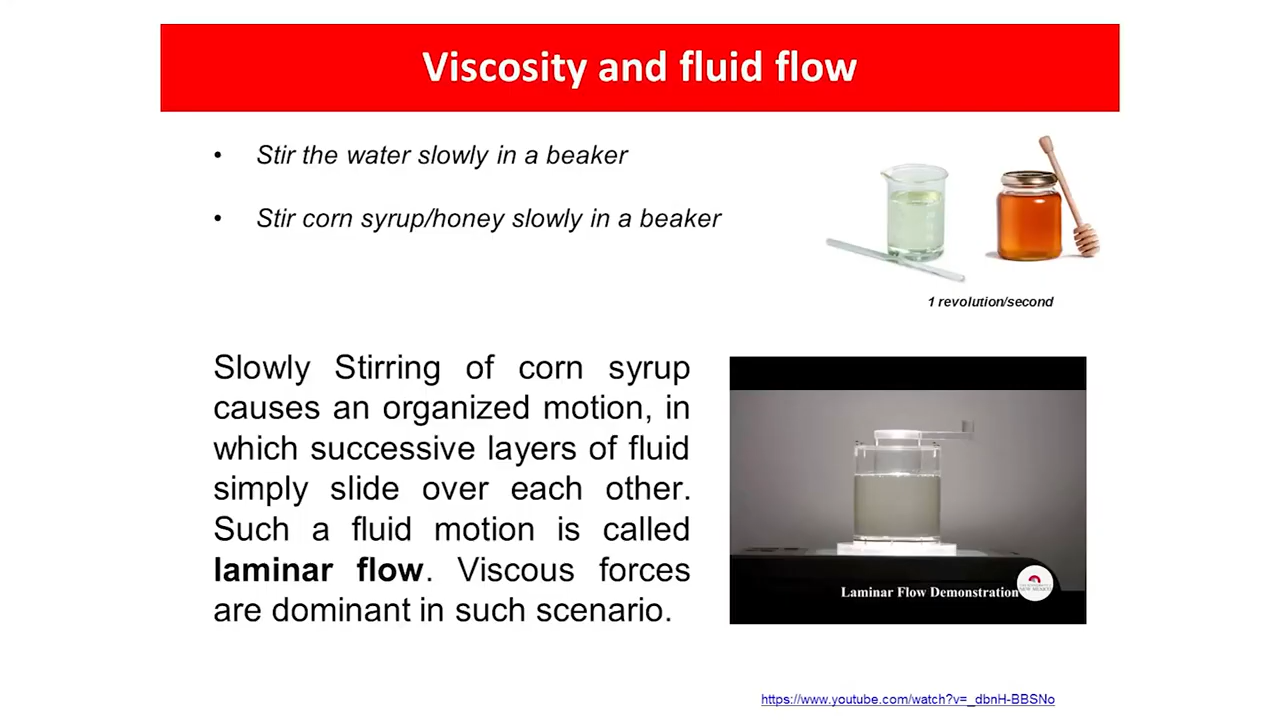 Viscosity and fluid flow
• Stir the water slowly in a beaker
• Stir corn syrup/honey slowly in a beaker
1 revolution/second
Slowly Stirring of corn syrup
causes an organized motion, in
which successive layers of fluid
simply slide over each other.
Such a fluid motion is called
laminar flow. Viscous forces
are dominant in such scenario.
Laminar Flow Demonstration
https://www.youtube.com/watch?v=_dbnH-BBSNo